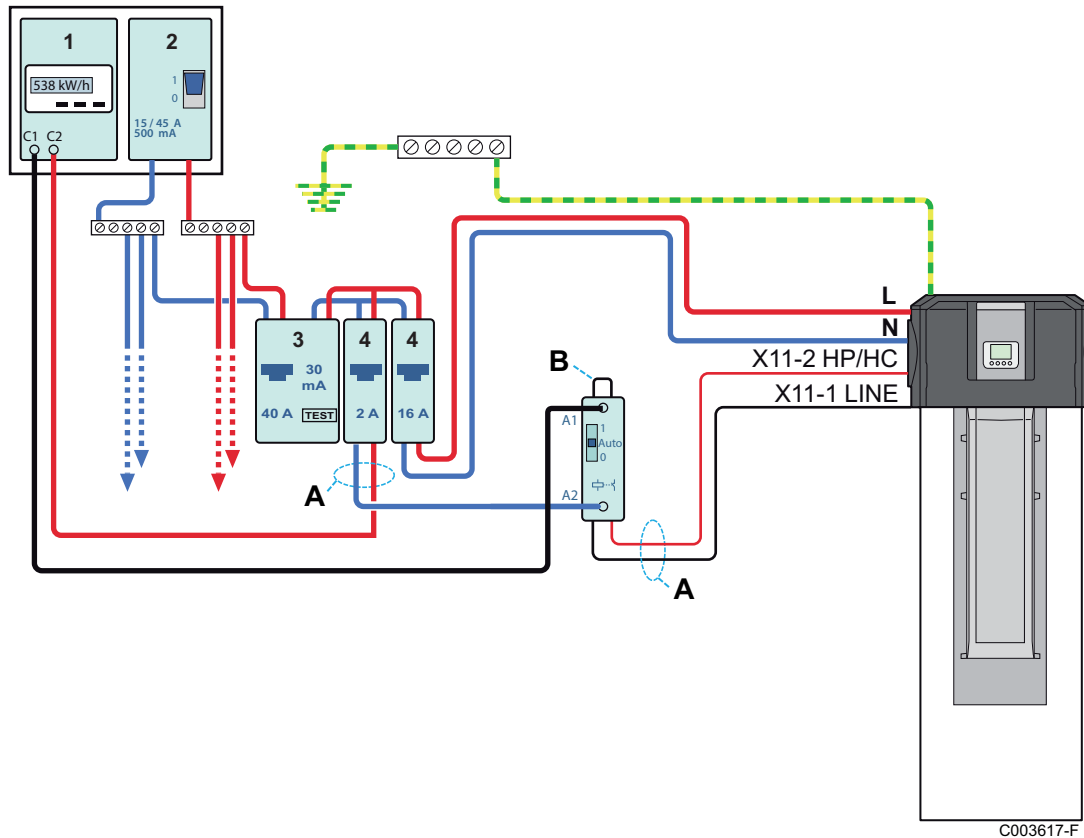 1
2
538 kW/h
1
0
15 / 45 A
500 mA
C1 C2
L
N
X11-2 HP/HC
X11-1 LINE
3
30
mA
40 A
TEST
4
2 A
4
16 A
B
A1
1
Auto
0
A2
A
A
C003617-F